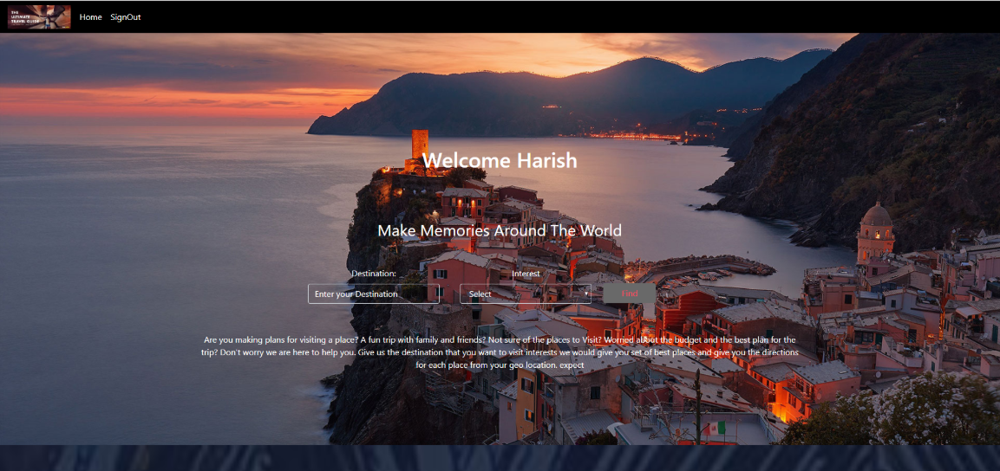 THE
ULTIMATE
TRAVEL GUIDE
Home SignOut
Welcome Harish
Make Memories Around The World
Destination: Interest
Enter your Destination Select Find
Are you making plans for visiting a place? A fun trip with family and friends? Not sure of the places to Visit? Worried about the budget and the best plan for the
trip? Don't worry we are here to help you. Give us the destination that you want to visit interests we would give you set of best places and give you the directions
for each place from your geo location. expect